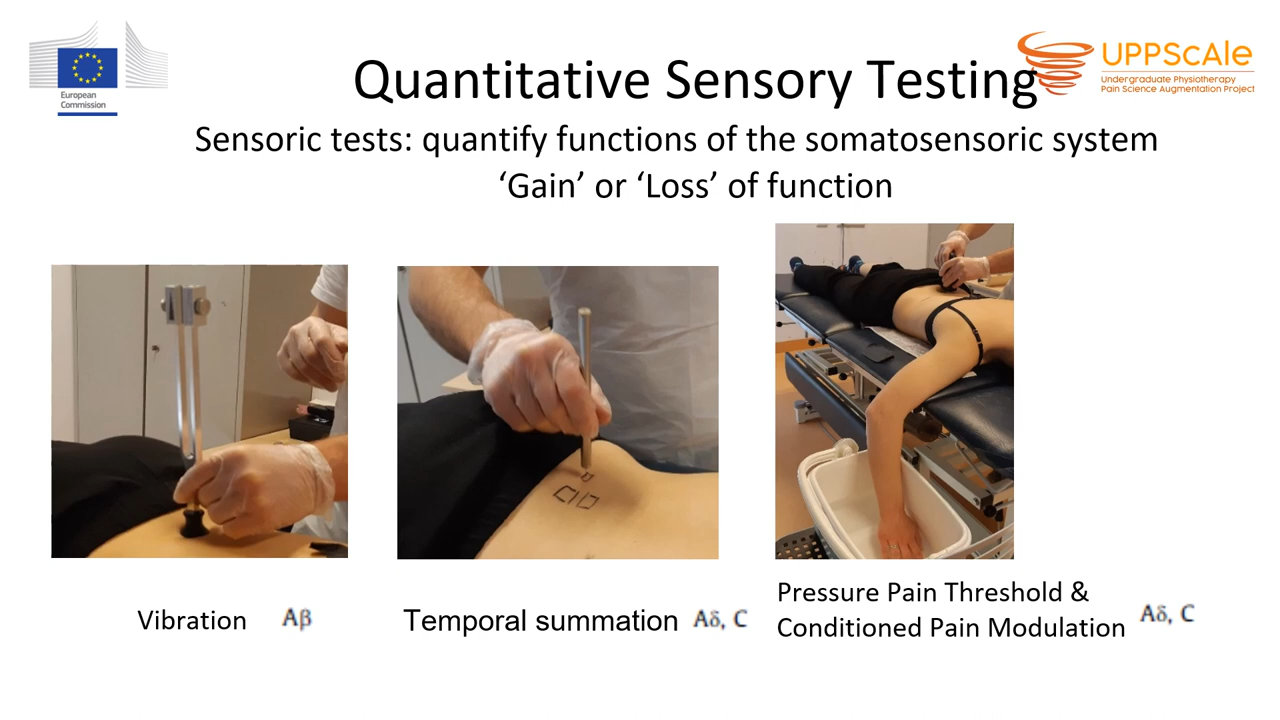 European
Commission
UPPScale
Undergraduate Physiotherapy
Pain Science Augmentation Project
Quantitative Sensory Testing
Sensoric tests: quantify functions of the somatosensoric system
‘Gain’ or ‘Loss’ of function
Vibration Aβ
Temporal summation Aδ, C
Pressure Pain Threshold &
Conditioned Pain Modulation Aδ, C